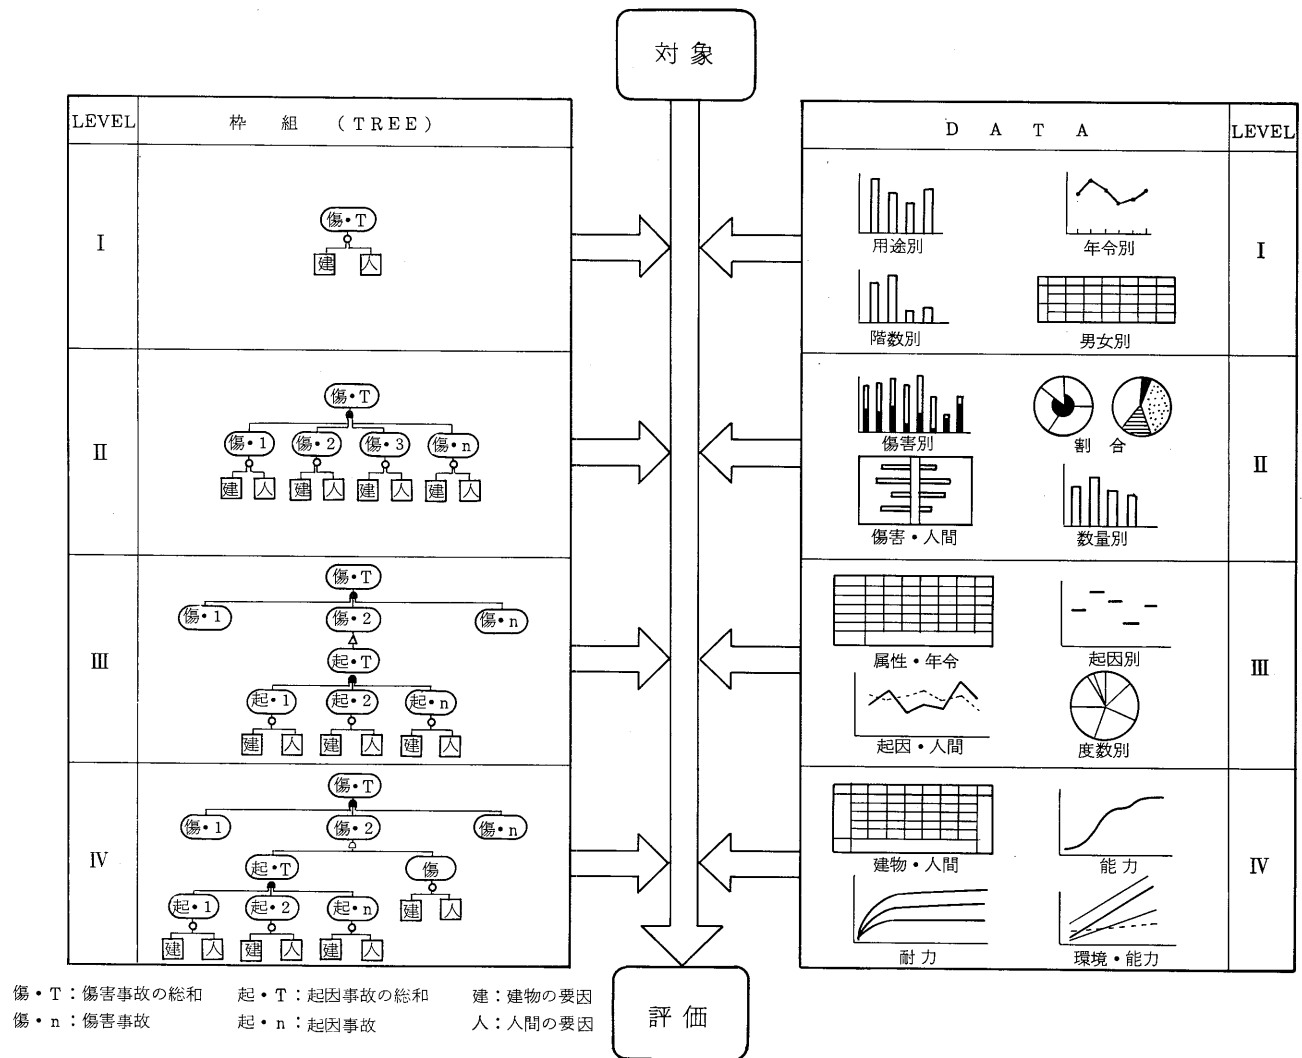 対象
LEVEL 枠組(TREE)
I
傷・T
建 人
II
傷・T
傷・1 傷・2 傷・3 傷・n
建 人 建 人 建 人 建 人
III
傷・T
傷・1 傷・2 傷・n
起・T
起・1 起・2 起・n
建 人 建 人 建 人
IV
傷・T
傷・1 傷・2 傷・n
起・T 傷
建 人
起・1 起・2 起・n
建 人 建 人 建 人
DATA LEVEL
用途別 年令別
階数別 男女別
I
傷害別 割合
傷害・人間 数量別
II
属性・年令 起因別
起因・人間 度数別
III
建物・人間 能力
耐力 環境・能力
IV
評価
傷・T:傷害事故の総和 起・T:起因事故の総和 建:建物の要因
傷・n:傷害事故 起・n:起因事故 人:人間の要因